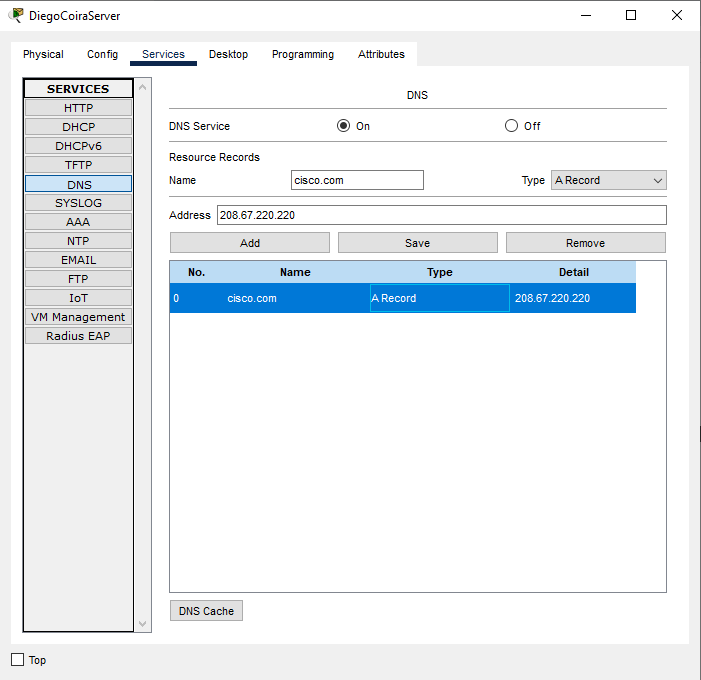 DiegoCoiraServer
Physical Config Services Desktop Programming Attributes
SERVICES
HTTP
DHCP
DHCPv6
TFTP
DNS
SYSLOG
AAA
NTP
EMAIL
FTP
IoT
VM Management
Radius EAP
DNS
DNS Service On Off
Resource Records
Name cisco.com Type A Record
Address 208.67.220.220
Add Save Remove
No. Name Type Detail
0 cisco.com A Record 208.67.220.220
DNS Cache
Top